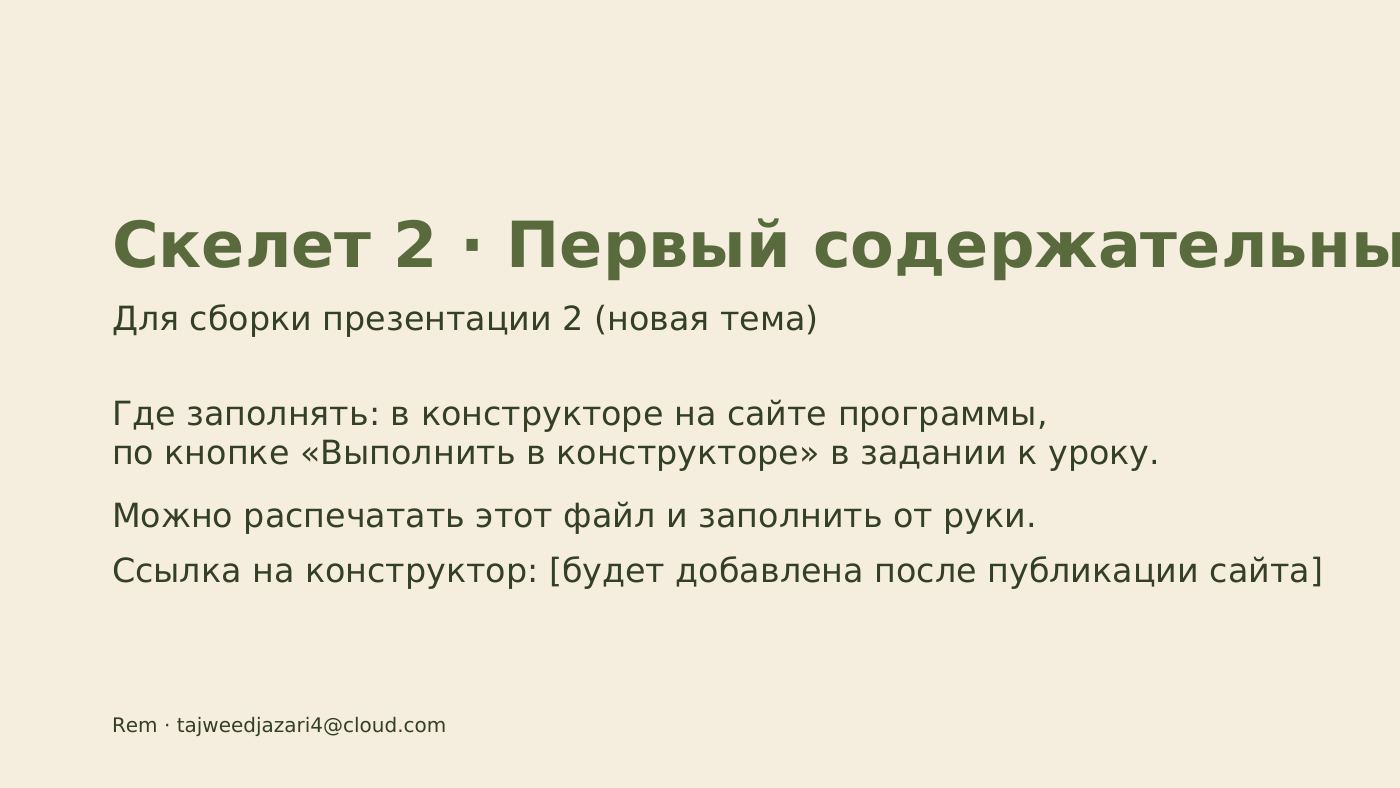 Скелет 2 · Первый содержательны
Для сборки презентации 2 (новая тема)
Где заполнять: в конструкторе на сайте программы,
по кнопке «Выполнить в конструкторе» в задании к уроку.
Можно распечатать этот файл и заполнить от руки.
Ссылка на конструктор: [будет добавлена после публикации сайта]
Rem · tajweedjazari4@cloud.com